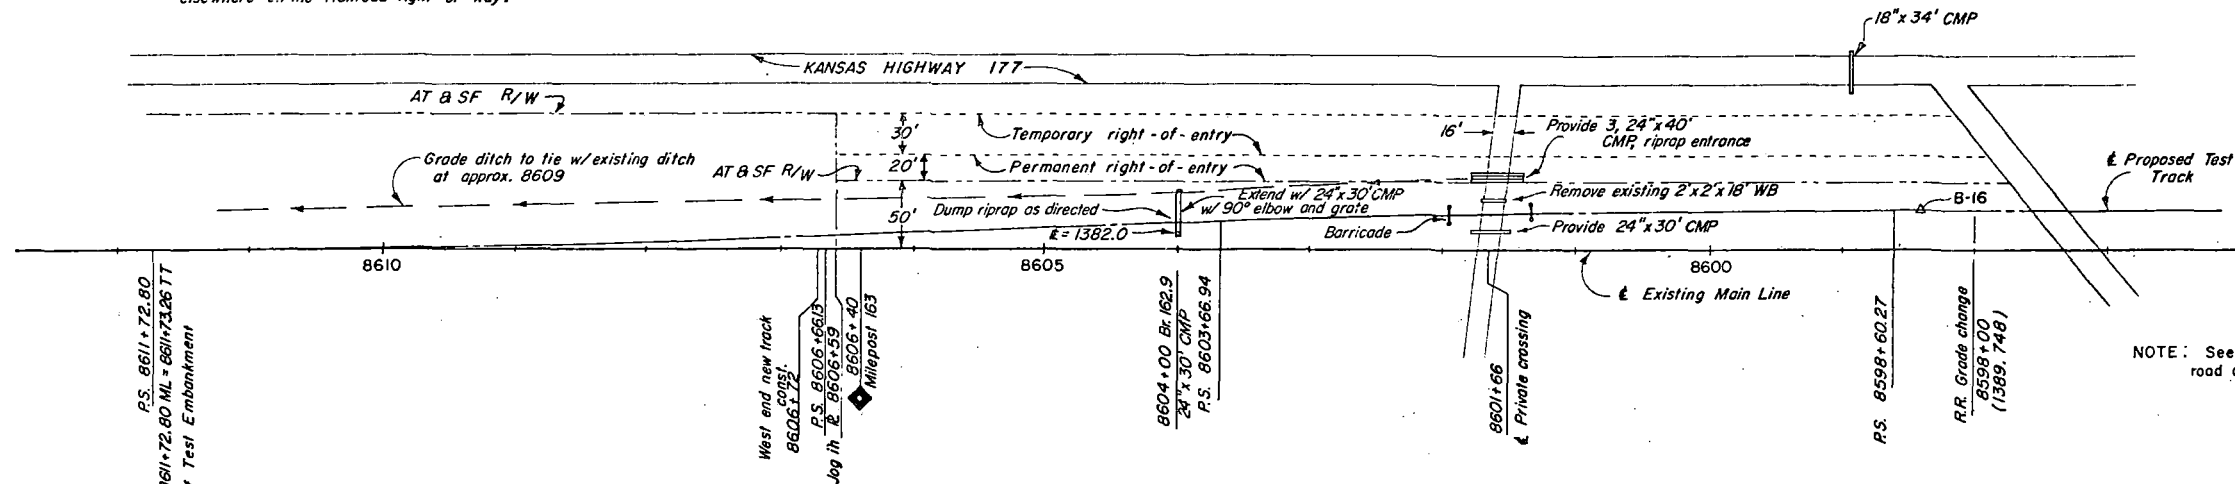 elsewhere on the Railroad right-of-way.
18"x 34' CMP
KANSAS HIGHWAY 177
AT & SF R/W
30'
Temporary right-of-entry
16'
Provide 3, 24"x 40'
CMP, riprap entrance
Grade ditch to tie w/existing ditch
at approx. 8609
AT & SF R/W
20'
Permanent right-of-entry
℄ Proposed Test
Track
Extend w/ 24"x 30' CMP
w/ 90° elbow and grate
Remove existing 2'x 2'x 18' WB
B-16
Dump riprap as directed
50'
Barricade
Provide 24"x 30' CMP
= 1382.0
8610
8605
8600
℄ Existing Main Line
P.S. 8611 + 72.80
8611+72.80 ML = 8611+73.26 TT
Test Embankment
West end new track
const.
8606+72
P.S. 8606+66.13
Jog in 8606+59
8606+40
Milepost 163
8604+00 Br. 162.9
24"x 30' CMP
P.S. 8603+66.94
8601+66
℄ Private crossing
P.S. 8598+60.27
R.R. Grade change
8598+00
(1389.748)
NOTE: See
road